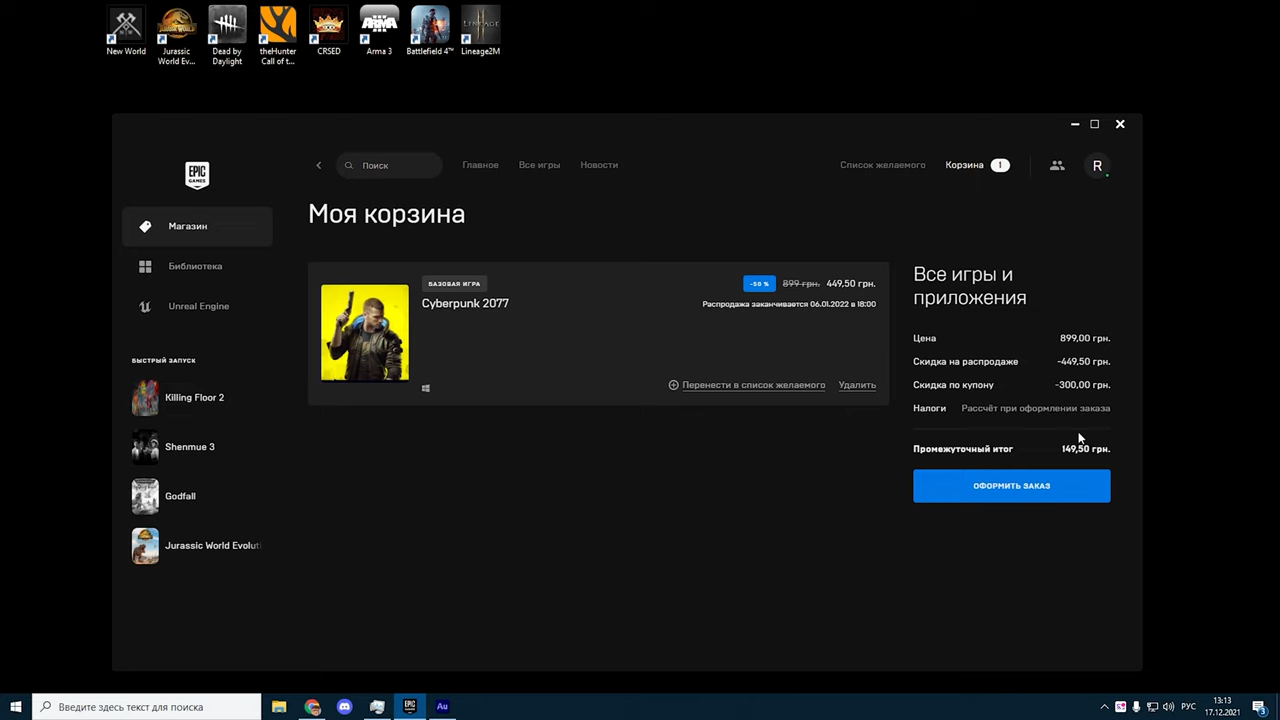 New World
Jurassic World Ev...
Dead by Daylight
theHunter Call of t...
CRSED
ARMA
Arma 3
Battlefield 4™
LINEAGE
Lineage2M
EPIC GAMES
Поиск
Главное
Все игры
Новости
Список желаемого
Корзина 1
R
Магазин
Библиотека
Unreal Engine
БЫСТРЫЙ ЗАПУСК
Killing Floor 2
Shenmue 3
Godfall
Jurassic World Evoluti
Моя корзина
БАЗОВАЯ ИГРА
-50 % 899 грн. 449,50 грн.
Cyberpunk 2077
Распродажа заканчивается 06.01.2022 в 18:00
Перенести в список желаемого
Удалить
Все игры и
приложения
Цена 899,00 грн.
Скидка на распродаже -449,50 грн.
Скидка по купону -300,00 грн.
Налоги Рассчёт при оформлении заказа
Промежуточный итог 149,50 грн.
ОФОРМИТЬ ЗАКАЗ
Введите здесь текст для поиска
Au
РУС
13:13
17.12.2021
3